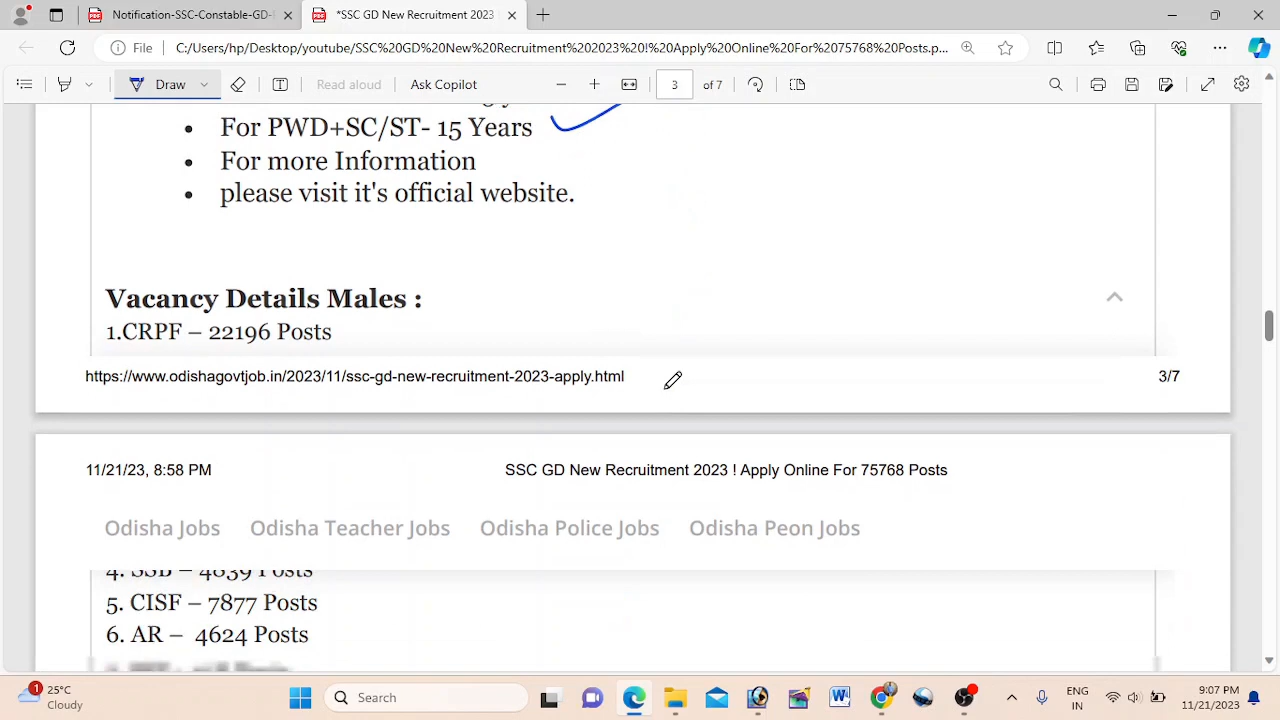 Notification-SSC-Constable-GD-
*SSC GD New Recruitment 2023
File
C:/Users/hp/Desktop/youtube/SSC%20GD%20New%20Recruitment%202023%20!%20Apply%20Online%20For%2075768%20Posts.p...
Draw
Read aloud
Ask Copilot
3
of 7
For PWD+SC/ST- 15 Years
For more Information
please visit it's official website.
Vacancy Details Males :
1.CRPF – 22196 Posts
https://www.odishagovtjob.in/2023/11/ssc-gd-new-recruitment-2023-apply.html
3/7
11/21/23, 8:58 PM
SSC GD New Recruitment 2023 ! Apply Online For 75768 Posts
Odisha Jobs
Odisha Teacher Jobs
Odisha Police Jobs
Odisha Peon Jobs
4. SSB – 4839 Posts
5. CISF – 7877 Posts
6. AR – 4624 Posts
1
25°C
Cloudy
Search
ENG
IN
9:07 PM
11/21/2023